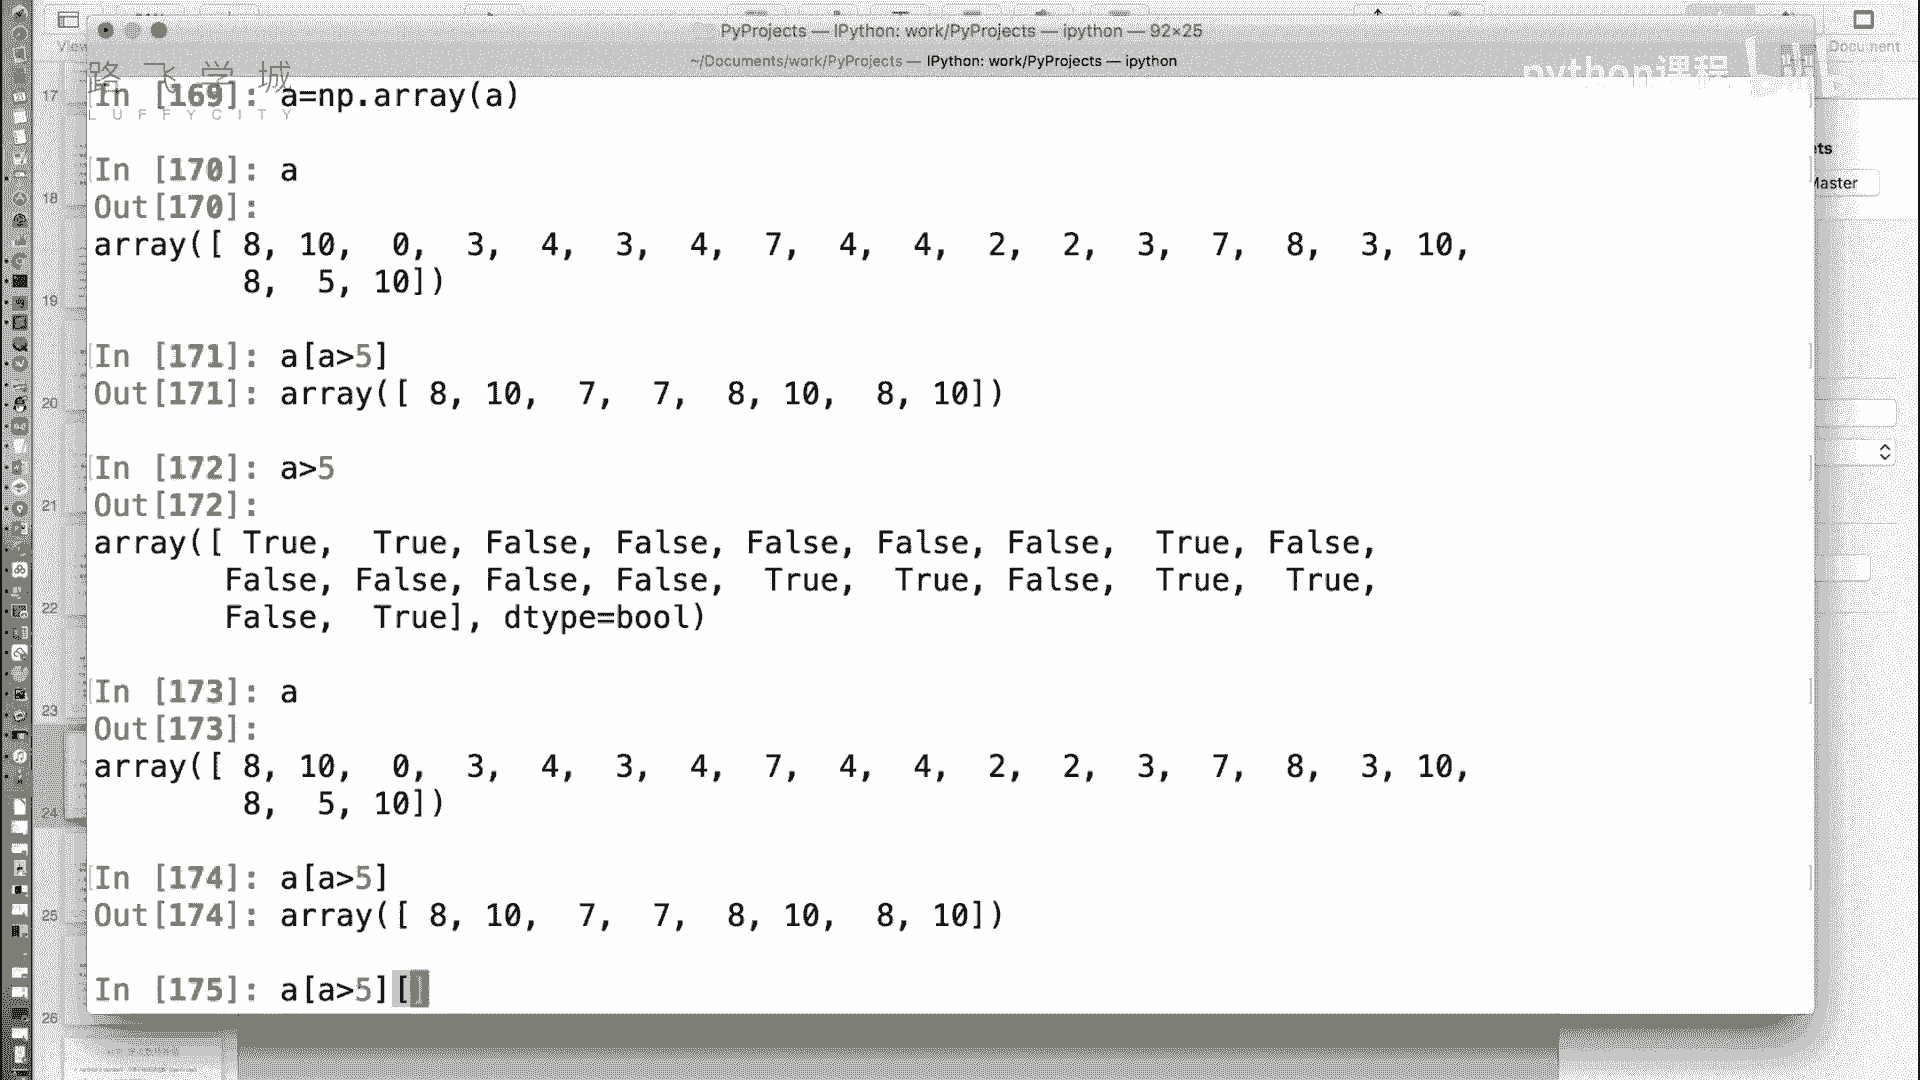 PyProjects — IPython: work/PyProjects — ipython — 92×25
~/Documents/work/PyProjects — IPython: work/PyProjects — ipython
View
Document
路飞学城
LUFFYCITY
python课程
In [169]: a=np.array(a)
In [170]: a
Out[170]:
array([ 8, 10,  0,  3,  4,  3,  4,  7,  4,  4,  2,  2,  3,  7,  8,  3, 10,
        8,  5, 10])
In [171]: a[a>5]
Out[171]: array([ 8, 10,  7,  7,  8, 10,  8, 10])
In [172]: a>5
Out[172]:
array([ True,  True, False, False, False, False, False,  True, False,
       False, False, False, False,  True,  True, False,  True,  True,
       False,  True], dtype=bool)
In [173]: a
Out[173]:
array([ 8, 10,  0,  3,  4,  3,  4,  7,  4,  4,  2,  2,  3,  7,  8,  3, 10,
        8,  5, 10])
In [174]: a[a>5]
Out[174]: array([ 8, 10,  7,  7,  8, 10,  8, 10])
In [175]: a[a>5][]
17
18
19
20
21
22
23
24
25
26
ts
Master